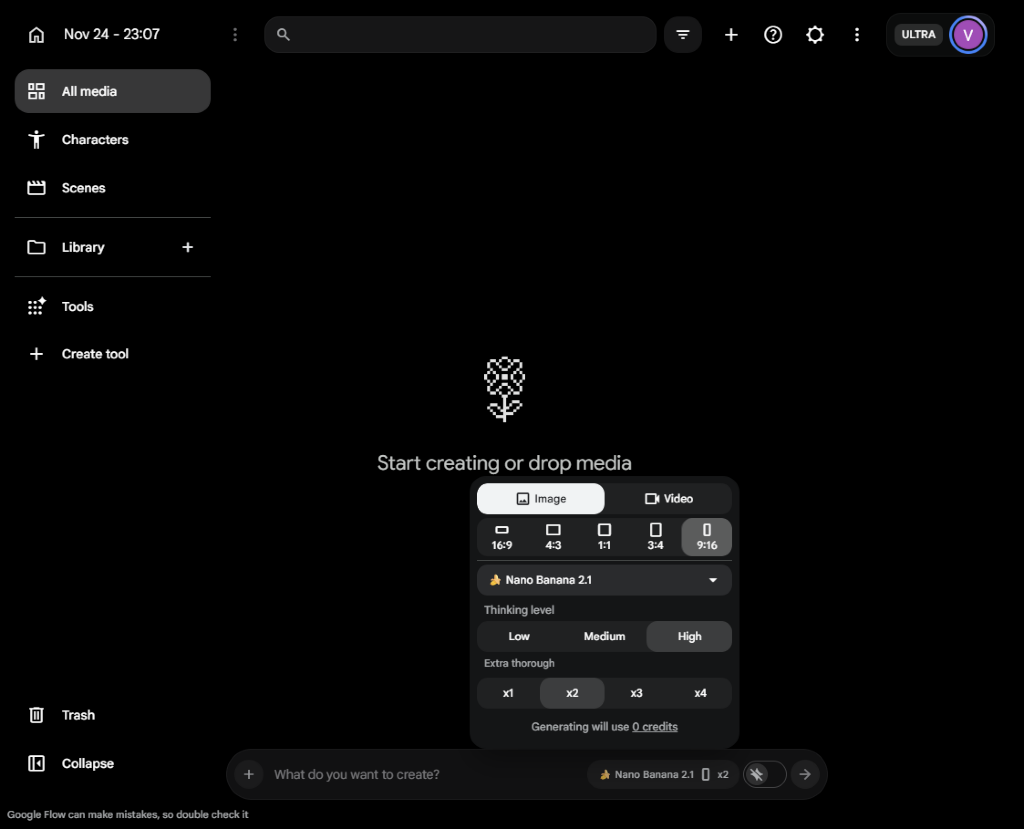 Nov 24 - 23:07
ULTRA
V
All media
Characters
Scenes
Library
Tools
Create tool
Start creating or drop media
Image
Video
16:9
4:3
1:1
3:4
9:16
Nano Banana 2.1
Thinking level
Low
Medium
High
Extra thorough
x1
x2
x3
x4
Generating will use 0 credits
Trash
Collapse
What do you want to create?
Nano Banana 2.1
x2
Google Flow can make mistakes, so double check it